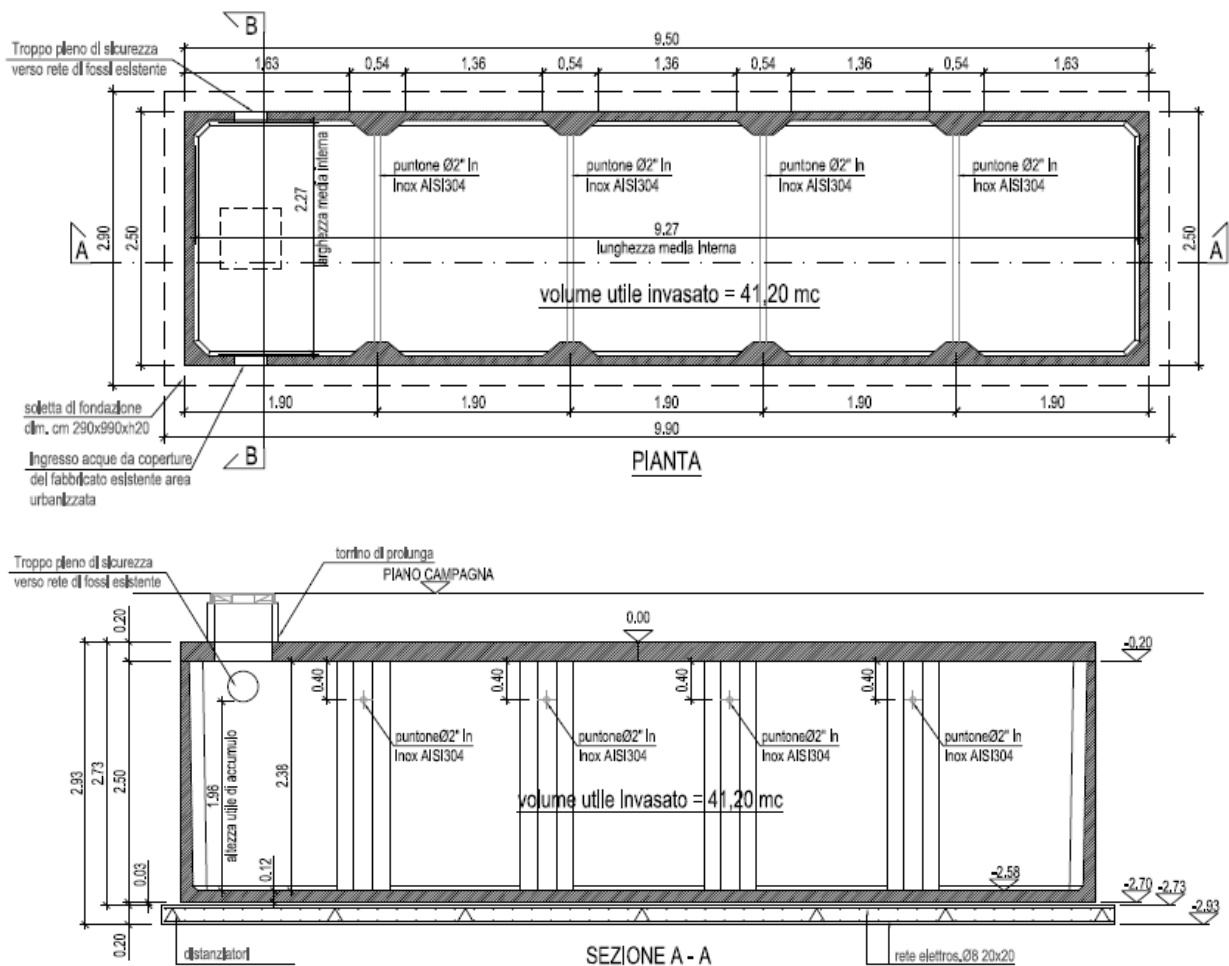 B
Troppo pieno di sicurezza
verso rete di fossi esistente
9.50
1,63 0,54 1,36 0,54 1,36 0,54 1,36 0,54 1,63
puntone Ø2" in
Inox AISI304
puntone Ø2" in
Inox AISI304
puntone Ø2" in
Inox AISI304
puntone Ø2" in
Inox AISI304
2.27
larghezza media interna
2.90
2.50
2.50
A
A
9.27
lunghezza media interna
volume utile invasato = 41,20 mc
soletta di fondazione
dim. cm 290x990xh20
1.90 1.90 1.90 1.90 1.90
9.90
B
Ingresso acque da coperture
del fabbricato esistente area
urbanizzata
PIANTA
Troppo pieno di sicurezza
verso rete di fossi esistente
torrino di prolunga
PIANO CAMPAGNA
0.20
0.00
-0,20
0.40
0.40
0.40
0.40
puntoneØ2" in
Inox AISI304
puntoneØ2" in
Inox AISI304
puntoneØ2" in
Inox AISI304
puntoneØ2" in
Inox AISI304
2.93
2.73
2.50
1.98
altezza utile di accumulo
2.38
volume utile invasato = 41,20 mc
0.03
0.12
-2.58
-2.70
-2.73
-2.93
0.20
distanziatori
SEZIONE A - A
rete elettros.Ø8 20x20